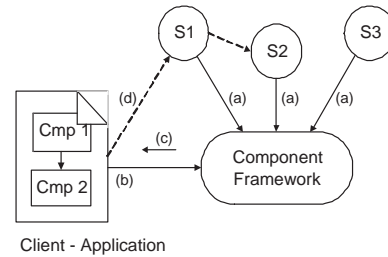 S1
S2
S3
(d)
(a)
(a)
(a)
Cmp 1
(c)
Cmp 2
(b)
Component
Framework
Client - Application